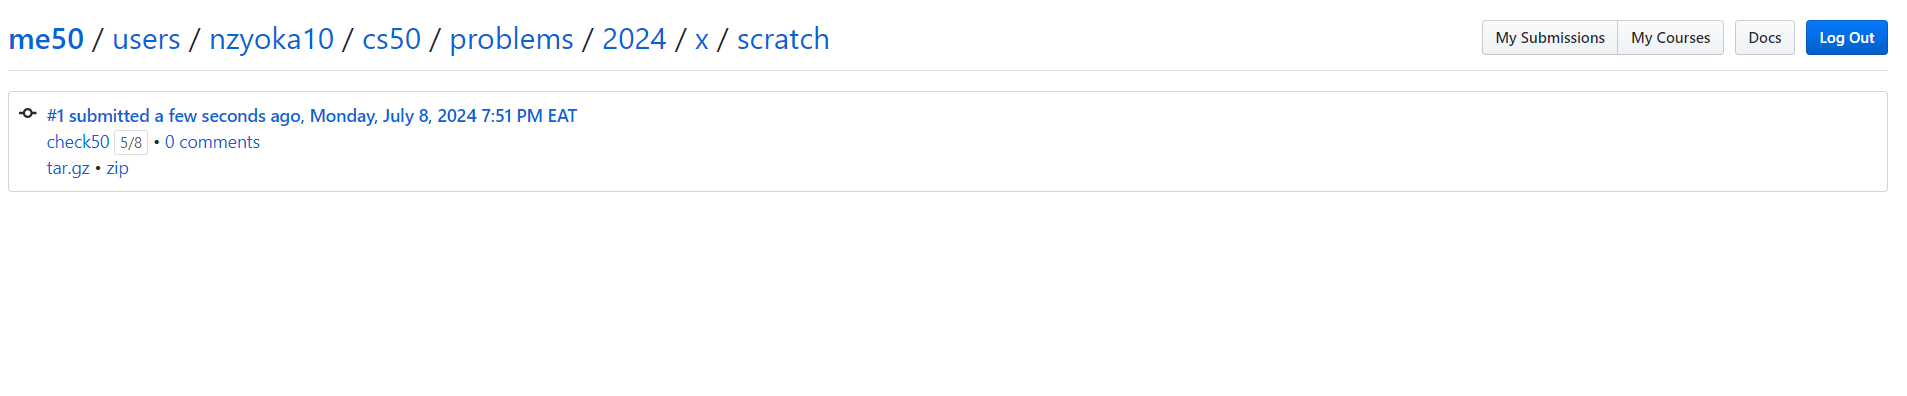 me50 / users / nzyoka10 / cs50 / problems / 2024 / x / scratch
My Submissions My Courses Docs Log Out
#1 submitted a few seconds ago, Monday, July 8, 2024 7:51 PM EAT
check50 5/8 • 0 comments
tar.gz • zip